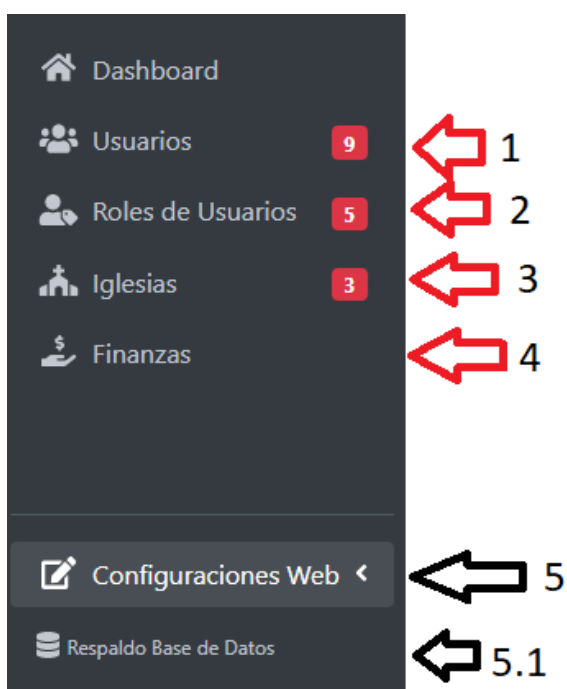 Dashboard
Usuarios 9 1
Roles de Usuarios 5 2
Iglesias 3 3
Finanzas 4
Configuraciones Web 5
Respaldo Base de Datos 5.1